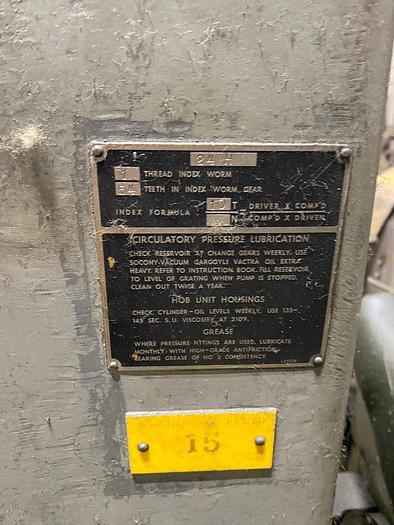 24 H
THREAD INDEX WORM
54 TEETH IN INDEX WORM GEAR
INDEX FORMULA T = DRIVER X COMP'D
N COMP'D X DRIVEN
CIRCULATORY PRESSURE LUBRICATION
CHECK RESERVOIR AT CHANGE GEARS WEEKLY. USE
SOCONY-VACUUM GARGOYLE VACTRA OIL EXTRA
HEAVY. REFER TO INSTRUCTION BOOK. FILL RESERVOIR
TO LEVEL OF GRATING WHEN PUMP IS STOPPED.
CLEAN OUT TWICE A YEAR.
HOB UNIT HOUSINGS
CHECK CYLINDER-OIL LEVELS WEEKLY. USE 135-
145 SEC. S.U. VISCOSITY AT 210°F.
GREASE
WHERE PRESSURE FITTINGS ARE USED, LUBRICATE
MONTHLY WITH HIGH-GRADE ANTIFRICTION-
BEARING GREASE OF NO. 2 CONSISTENCY.
15